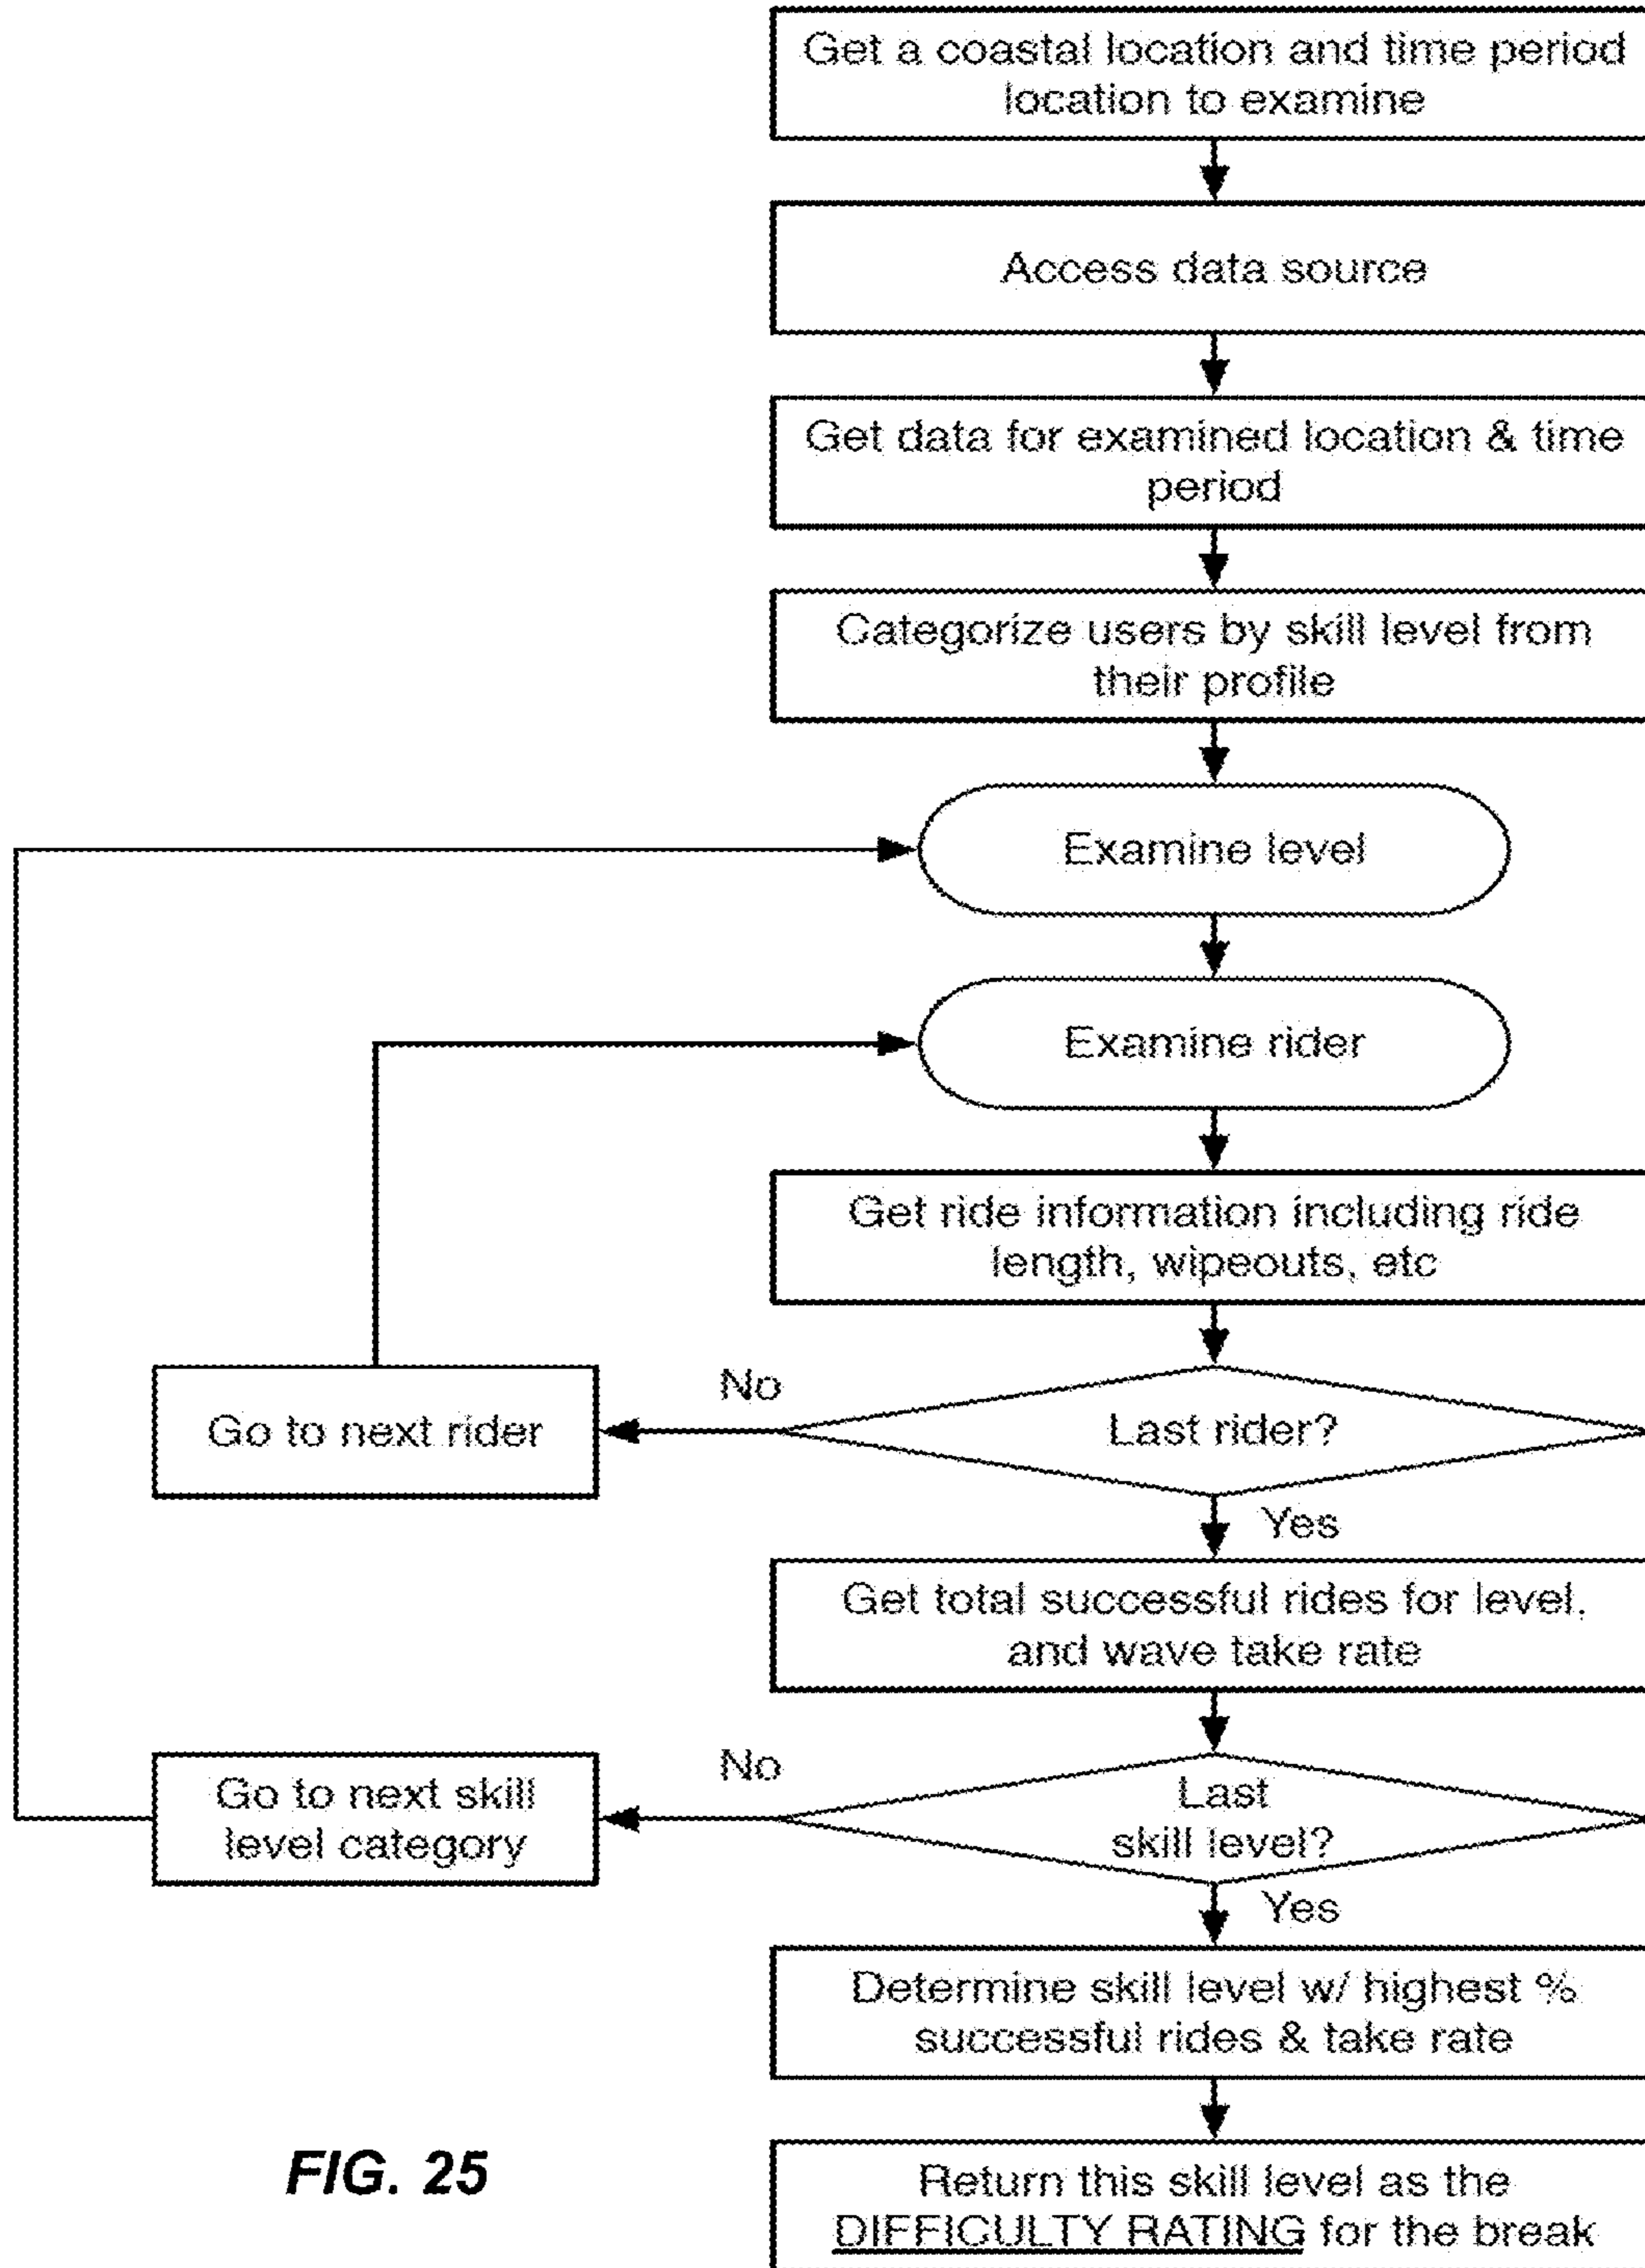 Get a coastal location and time period
location to examine
Access data source
Get data for examined location & time
period
Categorize users by skill level from
their profile
Examine level
Examine rider
Get ride information including ride
length, wipeouts, etc
No
Go to next rider
Last rider?
Yes
Get total successful rides for level,
and wave take rate
No
Go to next skill
level category
Last
skill level?
Yes
Determine skill level w/ highest %
successful rides & take rate
FIG. 25
Return this skill level as the
DIFFICULTY RATING for the break